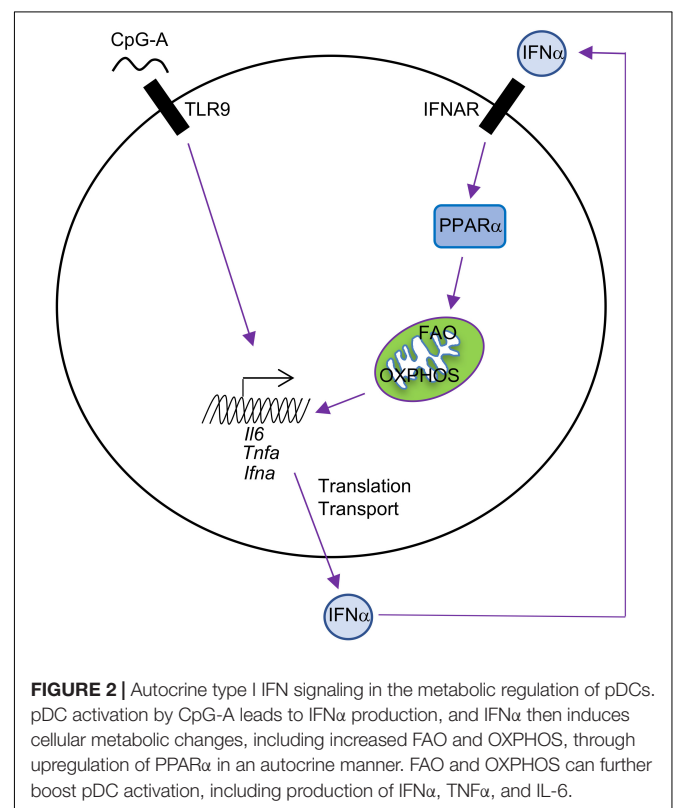 CpG-A
IFNα
TLR9
IFNAR
PPARα
FAO
OXPHOS
Il6
Tnfa
Ifna
Translation
Transport
IFNα
FIGURE 2 | Autocrine type I IFN signaling in the metabolic regulation of pDCs.
pDC activation by CpG-A leads to IFNα production, and IFNα then induces
cellular metabolic changes, including increased FAO and OXPHOS, through
upregulation of PPARα in an autocrine manner. FAO and OXPHOS can further
boost pDC activation, including production of IFNα, TNFα, and IL-6.